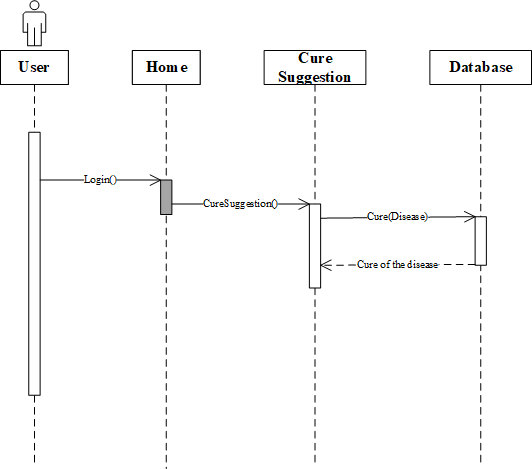 User
Home
Cure
Suggestion
Database
Login()
CureSuggestion()
Cure(Disease)
Cure of the disease